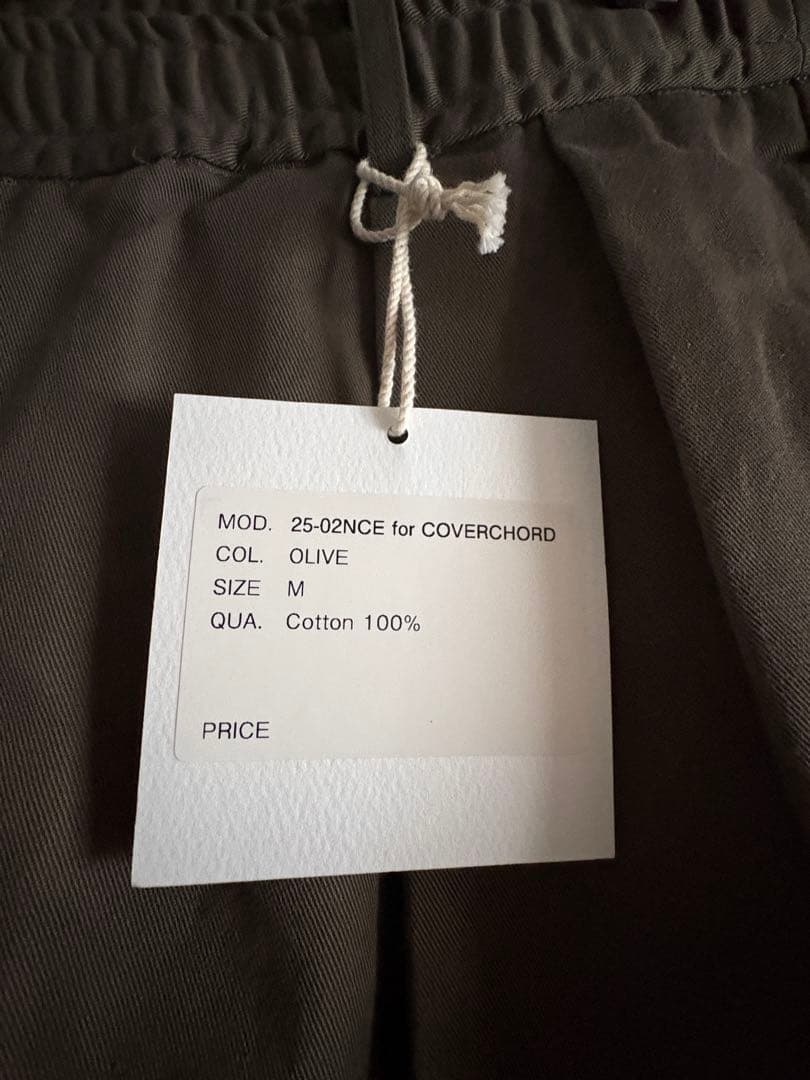 MOD. 25-02NCE for COVERCHORD
COL. OLIVE
SIZE M
QUA. Cotton 100%
PRICE